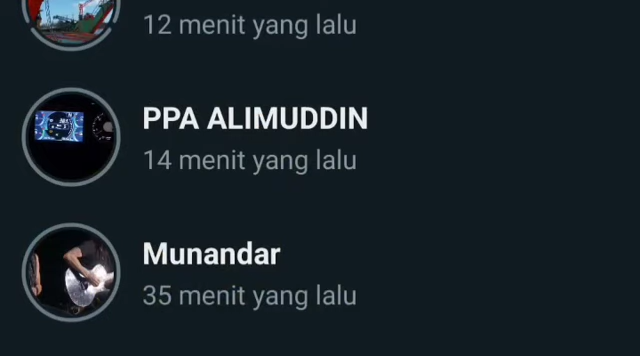 12 menit yang lalu
PPA ALIMUDDIN
14 menit yang lalu
Munandar
35 menit yang lalu